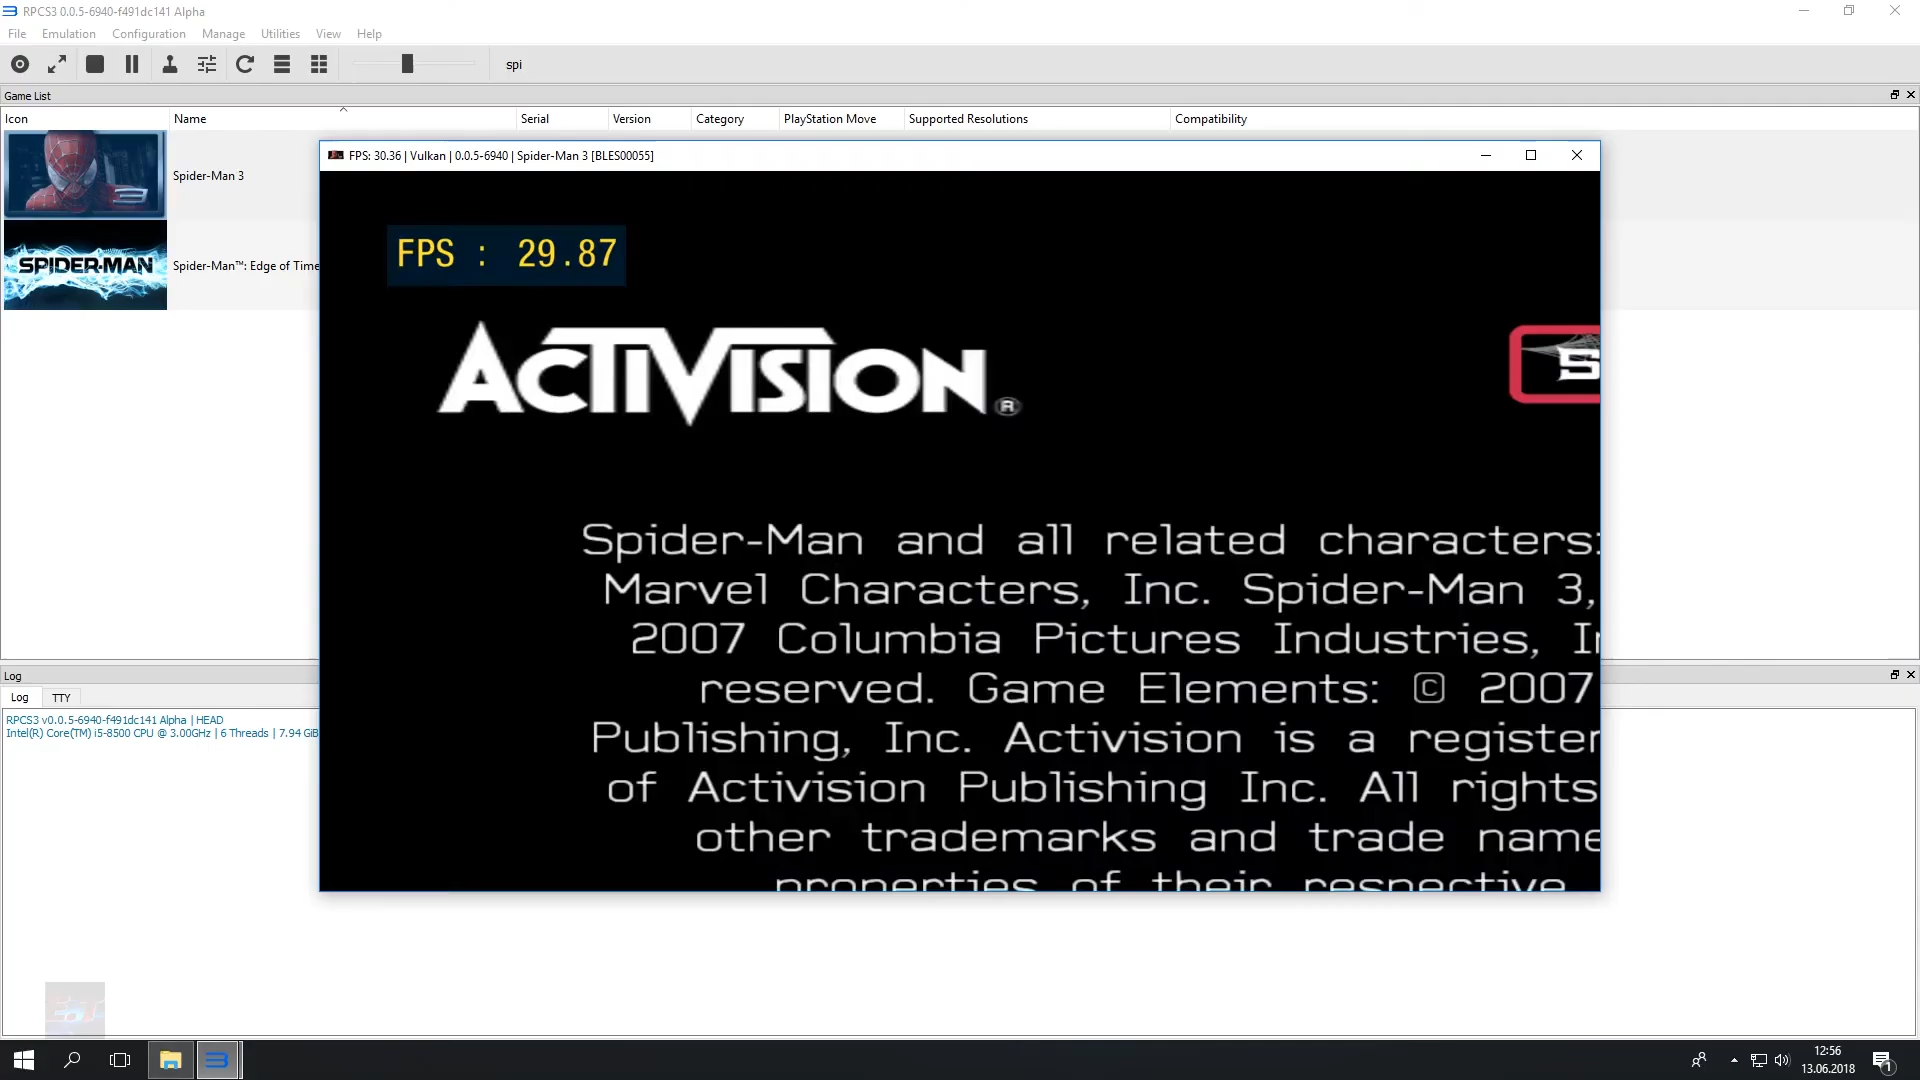 RPCS3 0.0.5-6940-f491dc141 Alpha
File Emulation Configuration Manage Utilities View Help
spi
Game List
Icon Name Serial Version Category PlayStation Move Supported Resolutions Compatibility
FPS: 30.36 | Vulkan | 0.0.5-6940 | Spider-Man 3 [BLES00055]
3
Spider-Man 3
SPIDER-MAN
Spider-Man™: Edge of Time
FPS : 29.87
ACTIVISION®
S
Spider-Man and all related characters:
Marvel Characters, Inc. Spider-Man 3,
2007 Columbia Pictures Industries,
reserved. Game Elements: © 2007
Publishing, Inc. Activision is a
of Activision Publishing Inc. All rights
other trademarks and trade
properties of their respective
Log
Log TTY
RPCS3 v0.0.5-6940-f491dc141 Alpha | HEAD
Intel(R) Core(TM) i5-8500 CPU @ 3.00GHz | 6 Threads | 7.94 GiB
12:56
13.06.2018
1